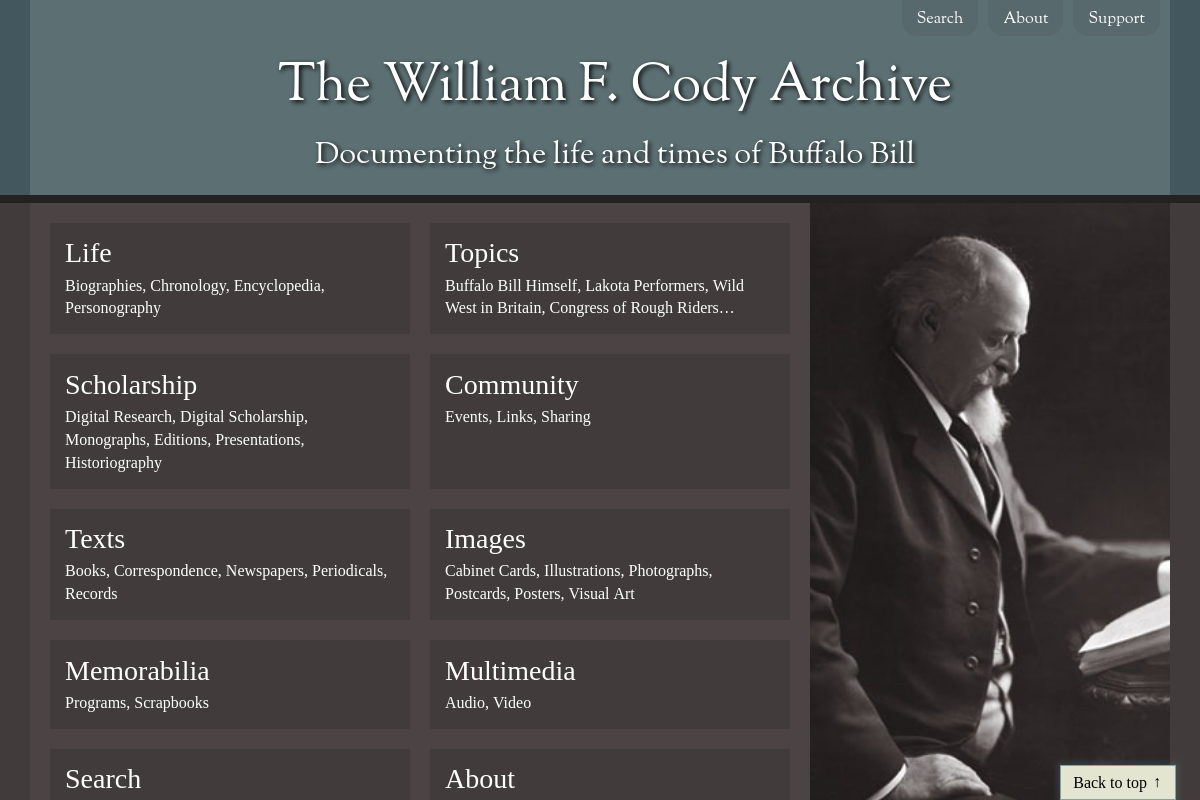 Search
About
Support
The William F. Cody Archive
Documenting the life and times of Buffalo Bill
Life
Biographies, Chronology, Encyclopedia,
Personography
Topics
Buffalo Bill Himself, Lakota Performers, Wild
West in Britain, Congress of Rough Riders…
Scholarship
Digital Research, Digital Scholarship,
Monographs, Editions, Presentations,
Historiography
Community
Events, Links, Sharing
Texts
Books, Correspondence, Newspapers, Periodicals,
Records
Images
Cabinet Cards, Illustrations, Photographs,
Postcards, Posters, Visual Art
Memorabilia
Programs, Scrapbooks
Multimedia
Audio, Video
Search
About
Back to top ↑